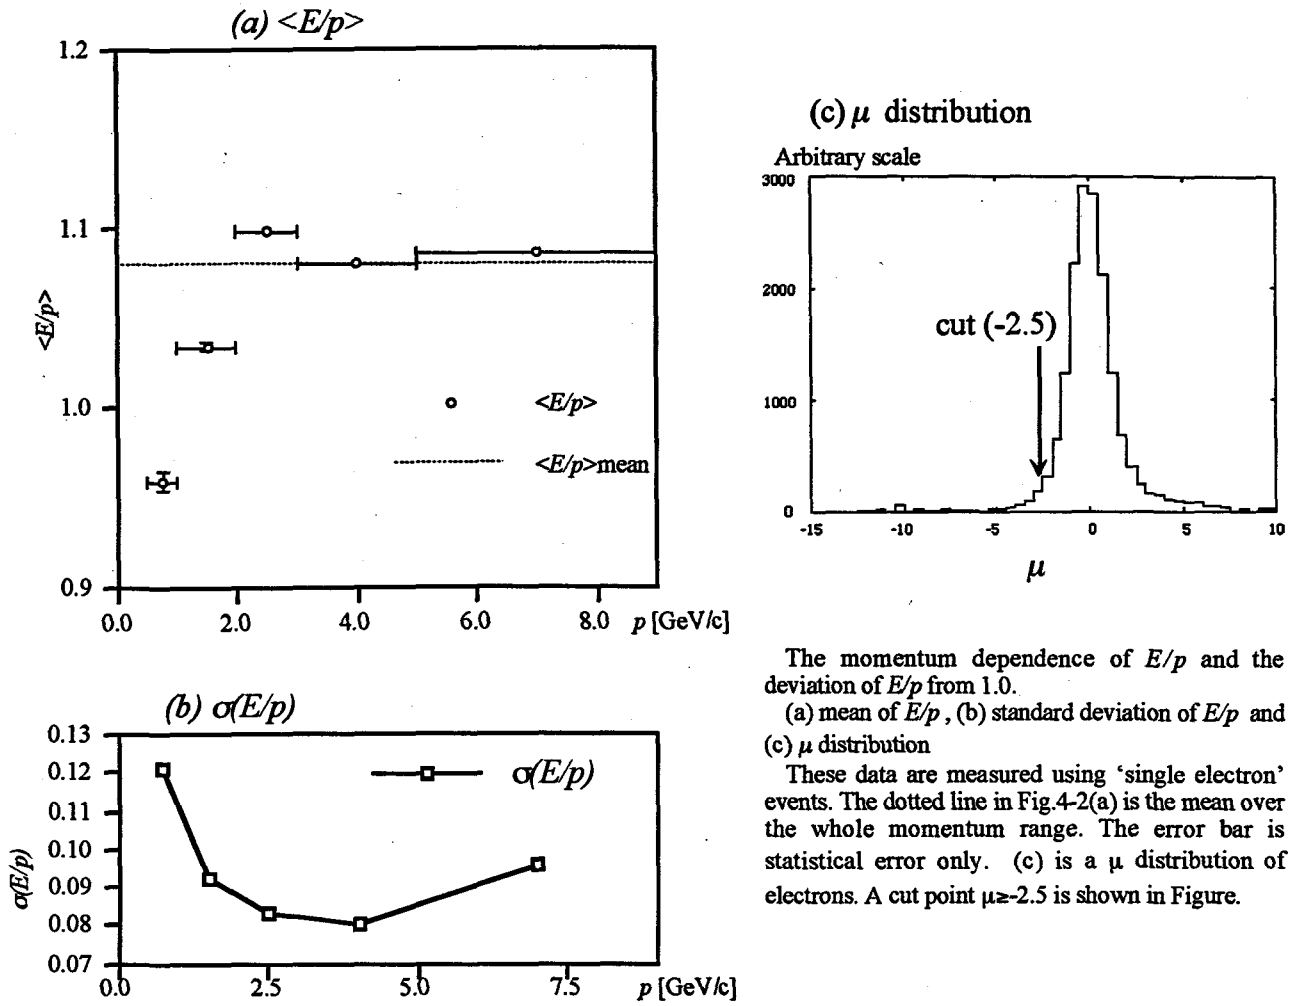 (a) <E/p>
1.2
1.1
1.0
0.9
<E/p>
<E/p>
<E/p>mean
0.0 2.0 4.0 6.0 8.0 p [GeV/c]
(b) σ(E/p)
0.13
0.12
0.11
0.10
0.09
0.08
0.07
σ(E/p)
σ(E/p)
0.0 2.5 5.0 7.5 p [GeV/c]
(c) μ distribution
Arbitrary scale
3000
2000
1000
0
cut (-2.5)
-15 -10 -5 0 5 10
μ
The momentum dependence of E/p and the
deviation of E/p from 1.0.
(a) mean of E/p , (b) standard deviation of E/p and
(c) μ distribution
These data are measured using ‘single electron’
events. The dotted line in Fig.4-2(a) is the mean over
the whole momentum range. The error bar is
statistical error only. (c) is a μ distribution of
electrons. A cut point μ≥-2.5 is shown in Figure.